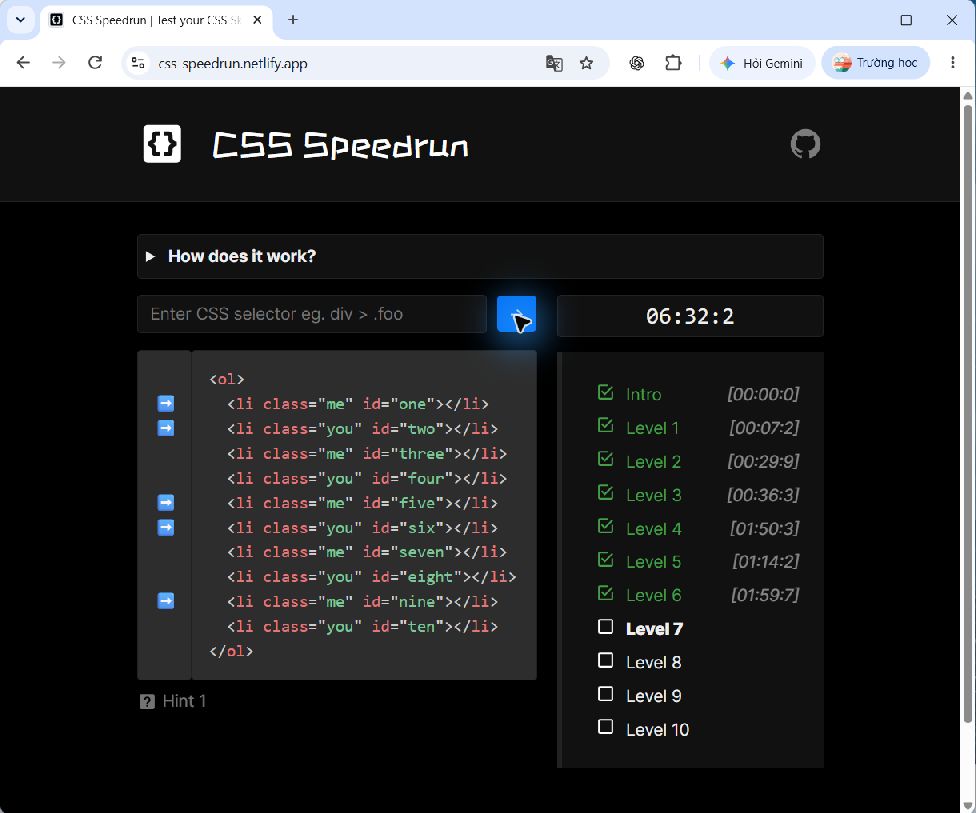 CSS Speedrun | Test your CSS Sk
css-speedrun.netlify.app
Hỏi Gemini
Trường học
CSS Speedrun
How does it work?
Enter CSS selector eg. div > .foo
06:32:2
<ol>
<li class="me" id="one"></li>
<li class="you" id="two"></li>
<li class="me" id="three"></li>
<li class="you" id="four"></li>
<li class="me" id="five"></li>
<li class="you" id="six"></li>
<li class="me" id="seven"></li>
<li class="you" id="eight"></li>
<li class="me" id="nine"></li>
<li class="you" id="ten"></li>
</ol>
Hint 1
Intro [00:00:0]
Level 1 [00:07:2]
Level 2 [00:29:9]
Level 3 [00:36:3]
Level 4 [01:50:3]
Level 5 [01:14:2]
Level 6 [01:59:7]
Level 7
Level 8
Level 9
Level 10